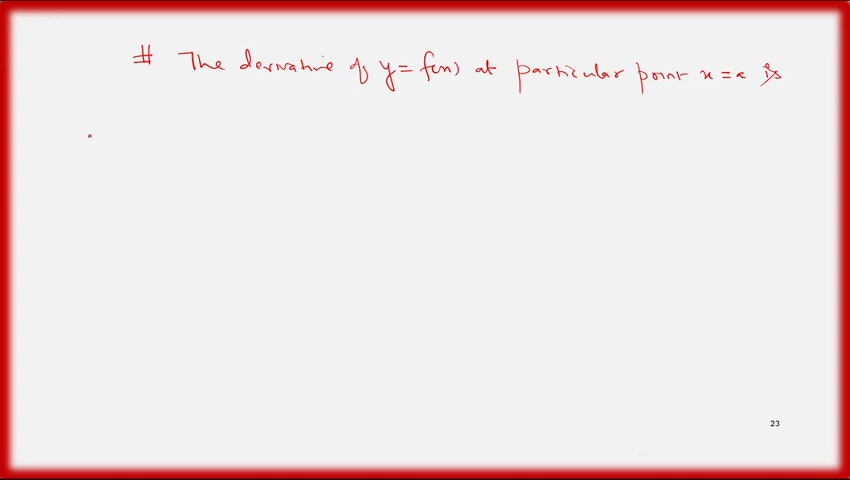 # The derivative of y = f(x) at particular point x = a is
23